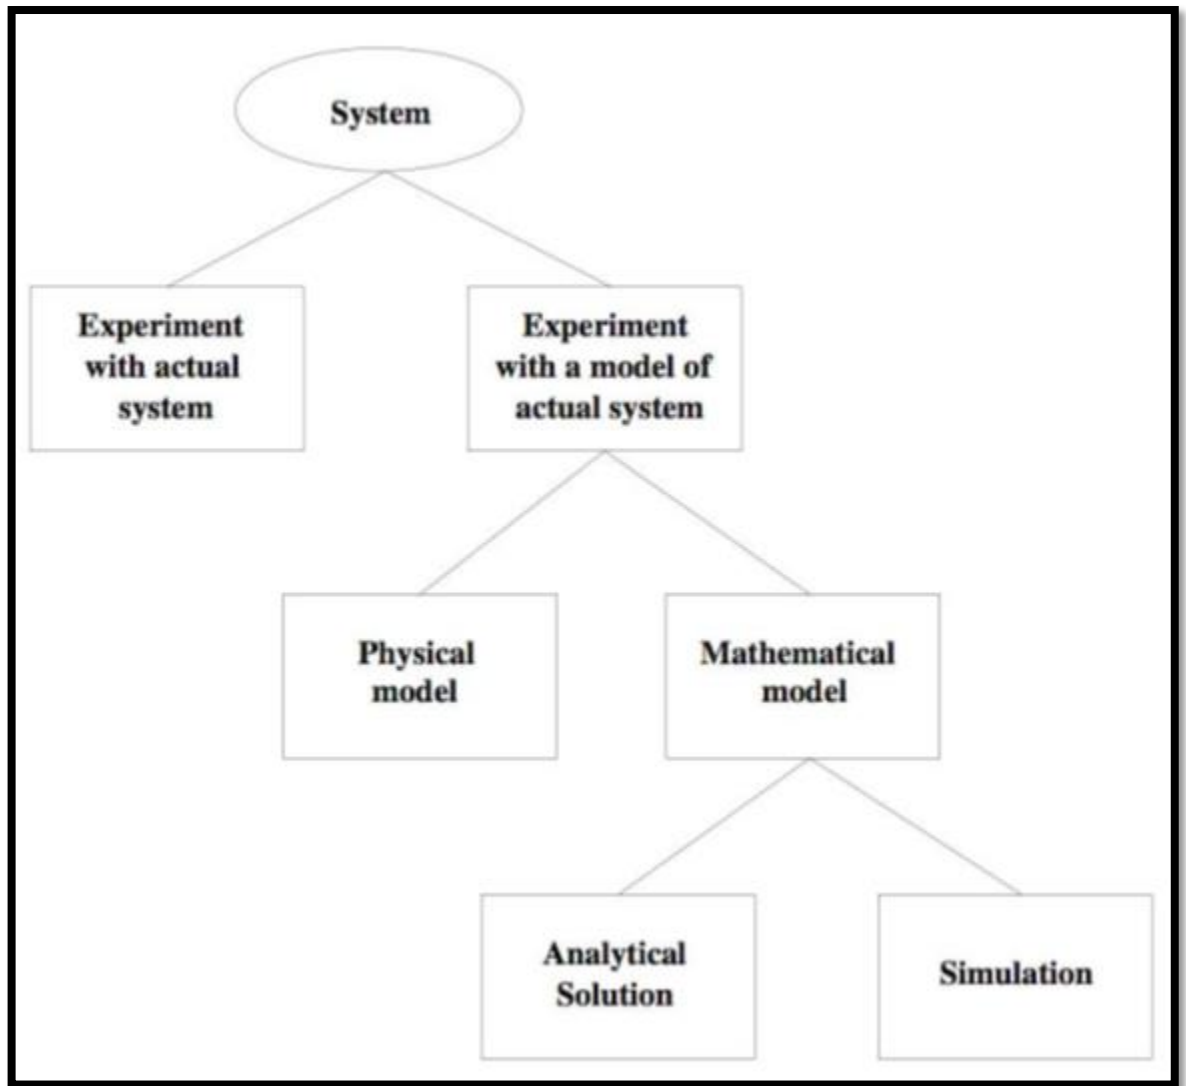 System
Experiment
with actual
system
Experiment
with a model of
actual system
Physical
model
Mathematical
model
Analytical
Solution
Simulation